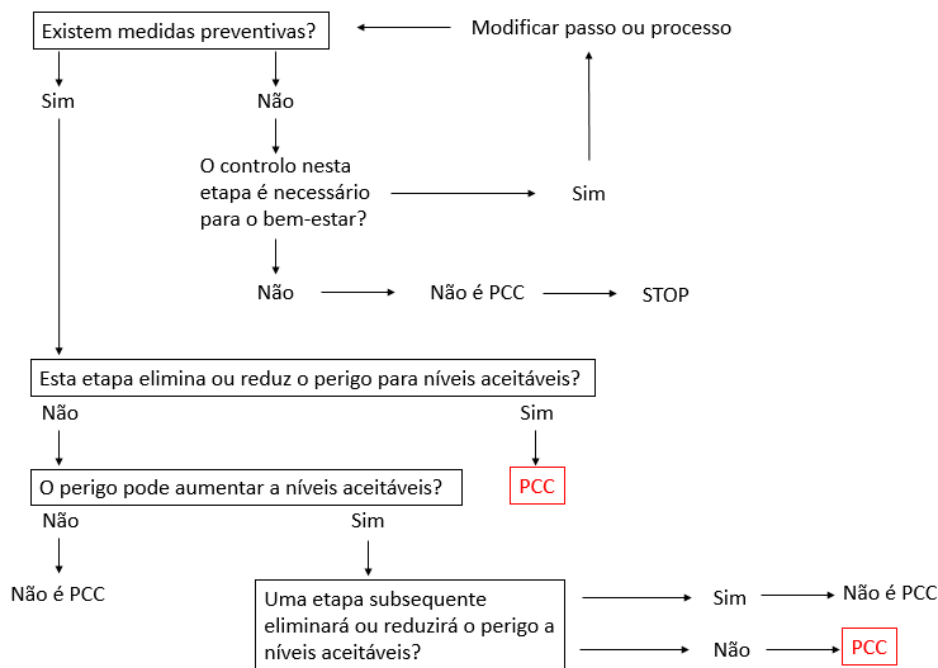 Existem medidas preventivas?
Modificar passo ou processo
Sim
Não
O controlo nesta
etapa é necessário
para o bem-estar?
Sim
Não
Não é PCC
STOP
Esta etapa elimina ou reduz o perigo para níveis aceitáveis?
Não
Sim
O perigo pode aumentar a níveis aceitáveis?
PCC
Não
Sim
Não é PCC
Uma etapa subsequente
eliminará ou reduzirá o perigo a
níveis aceitáveis?
Sim
Não é PCC
Não
PCC